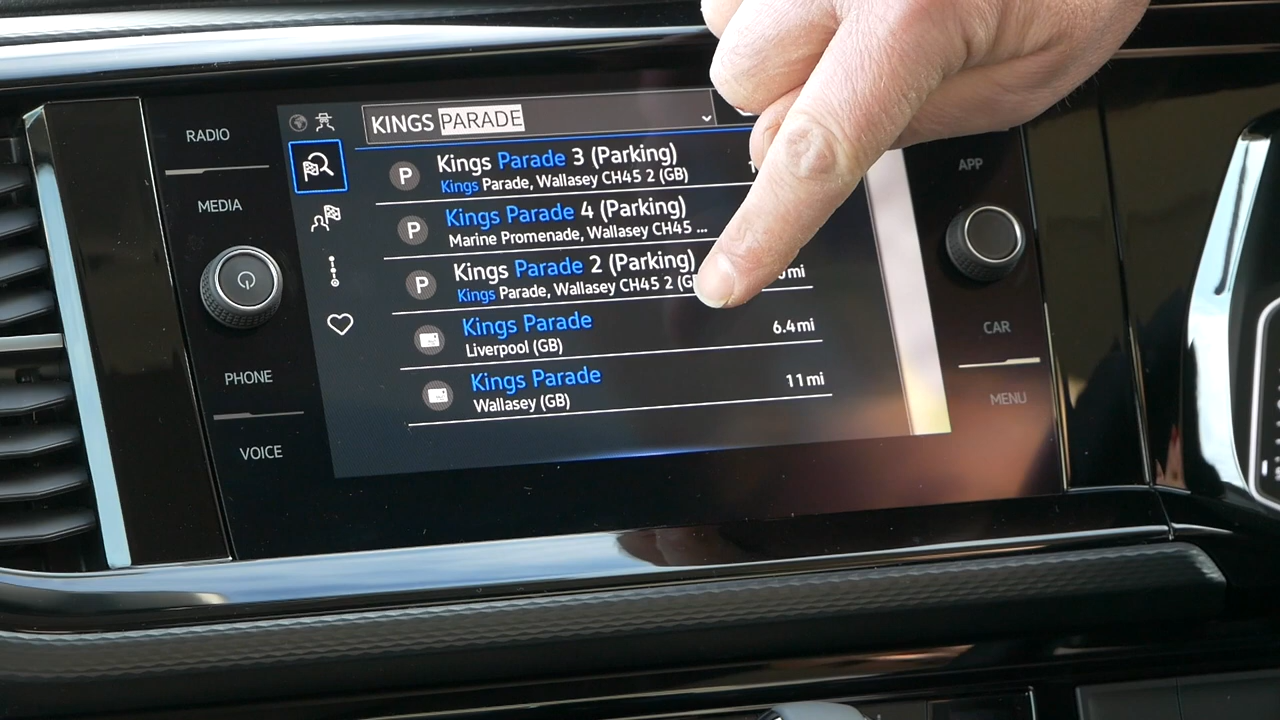 RADIO
MEDIA
PHONE
VOICE
KINGS PARADE
Kings Parade 3 (Parking)
Kings Parade, Wallasey CH45 2 (GB)
Kings Parade 4 (Parking)
Marine Promenade, Wallasey CH45 ...
Kings Parade 2 (Parking)
Kings Parade, Wallasey CH45 2
mi
Kings Parade
6.4 mi
Liverpool (GB)
Kings Parade
11 mi
Wallasey (GB)
APP
CAR
MENU
P
P
P